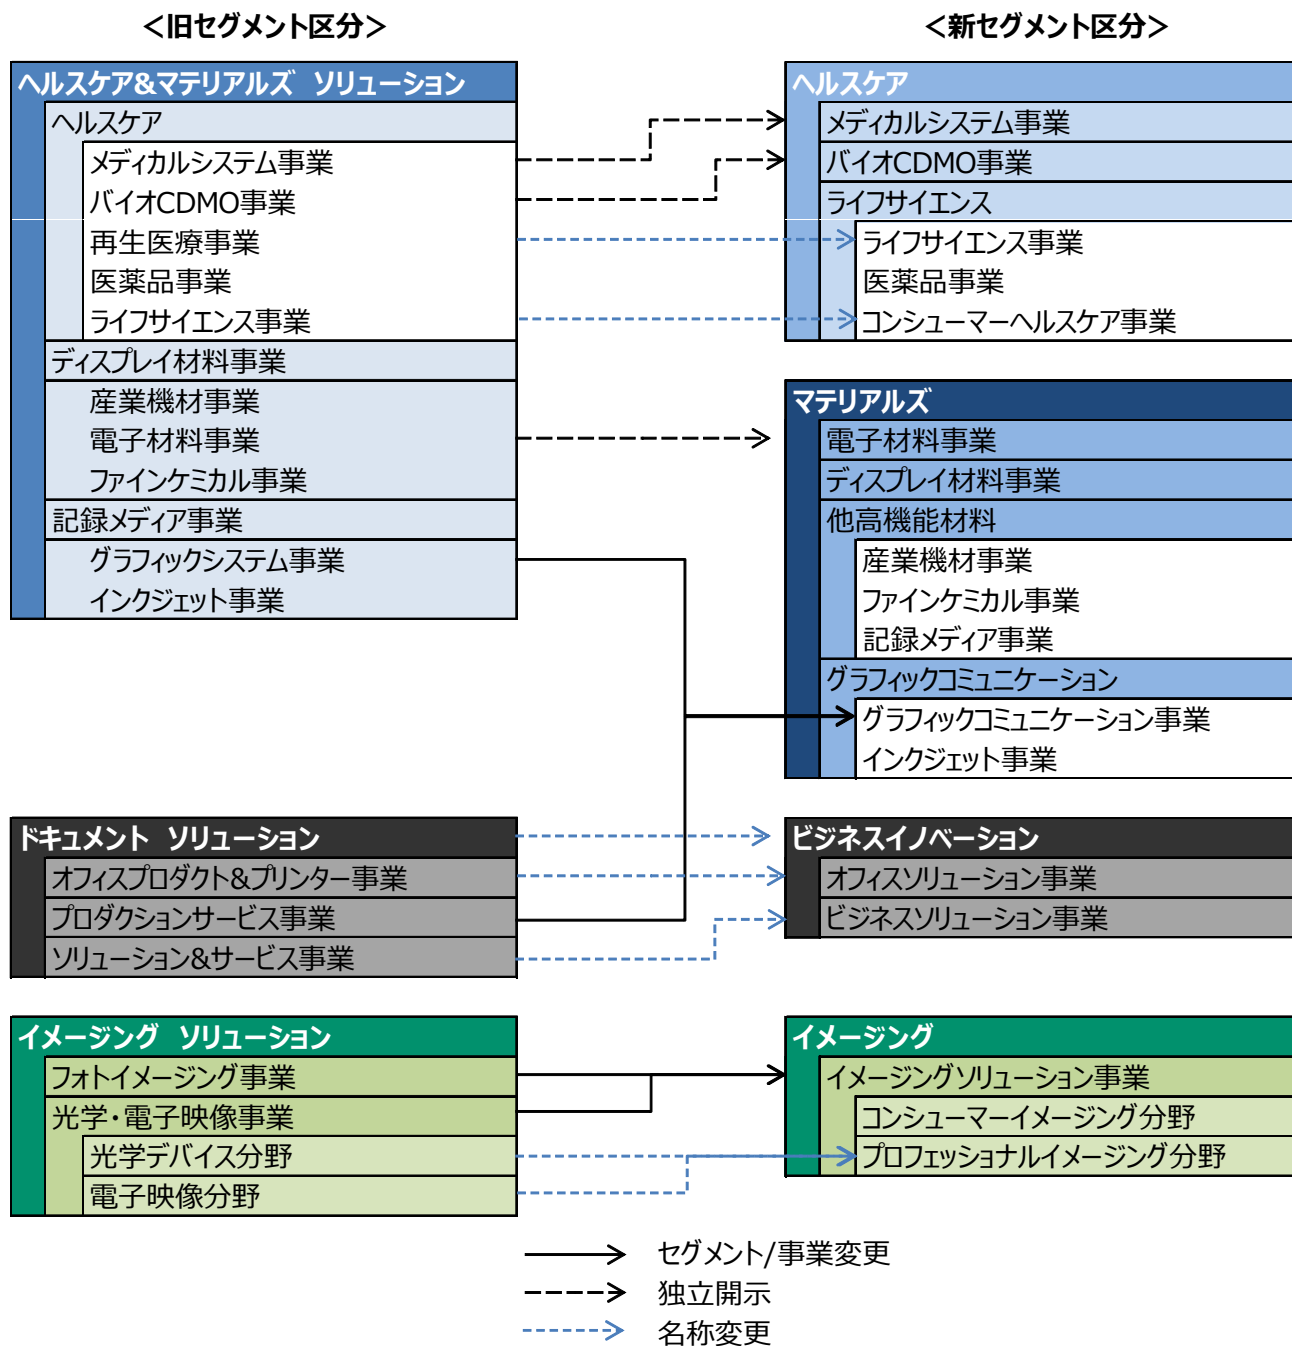 <旧セグメント区分>
ヘルスケア&マテリアルズ ソリューション
ヘルスケア
メディカルシステム事業
バイオCDMO事業
再生医療事業
医薬品事業
ライフサイエンス事業
ディスプレイ材料事業
産業機材事業
電子材料事業
ファインケミカル事業
記録メディア事業
グラフィックシステム事業
インクジェット事業
ドキュメント ソリューション
オフィスプロダクト&プリンター事業
プロダクションサービス事業
ソリューション&サービス事業
イメージング ソリューション
フォトイメージング事業
光学・電子映像事業
光学デバイス分野
電子映像分野
<新セグメント区分>
ヘルスケア
メディカルシステム事業
バイオCDMO事業
ライフサイエンス
ライフサイエンス事業
医薬品事業
コンシューマーヘルスケア事業
マテリアルズ
電子材料事業
ディスプレイ材料事業
他高機能材料
産業機材事業
ファインケミカル事業
記録メディア事業
グラフィックコミュニケーション
グラフィックコミュニケーション事業
インクジェット事業
ビジネスイノベーション
オフィスソリューション事業
ビジネスソリューション事業
イメージング
イメージングソリューション事業
コンシューマーイメージング分野
プロフェッショナルイメージング分野
セグメント/事業変更
独立開示
名称変更